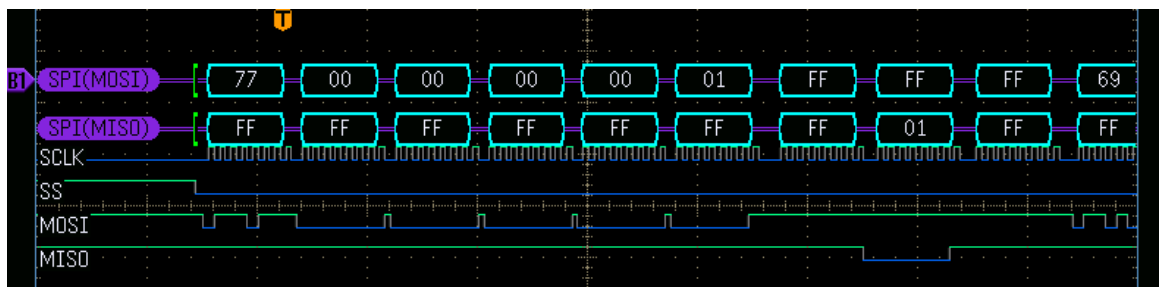 T
B1 SPI(MOSI) 77 00 00 00 00 01 FF FF FF 69
SPI(MISO) FF FF FF FF FF FF FF 01 FF FF
SCLK
SS
MOSI
MISO